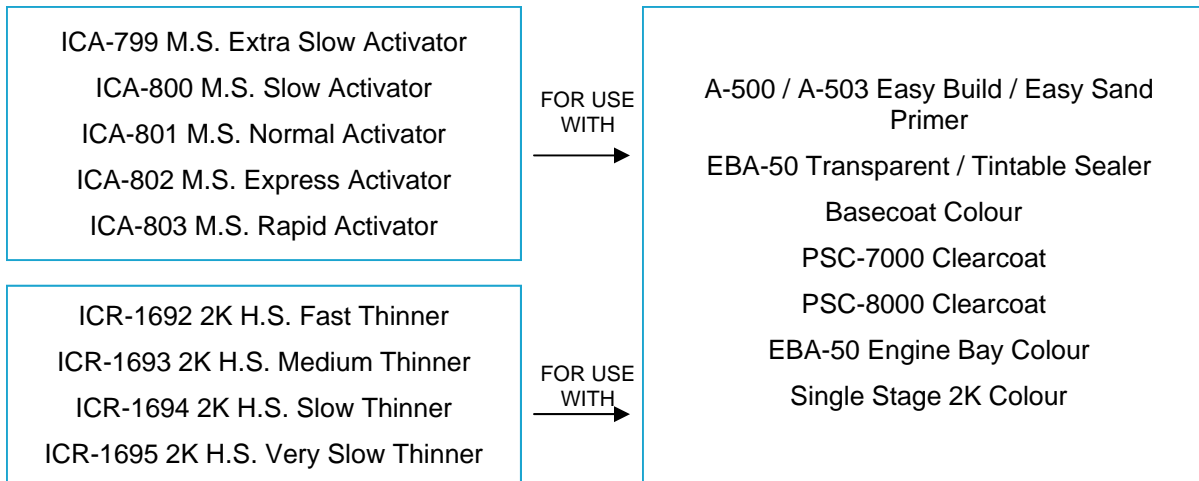 ICA-799 M.S. Extra Slow Activator
ICA-800 M.S. Slow Activator
ICA-801 M.S. Normal Activator
ICA-802 M.S. Express Activator
ICA-803 M.S. Rapid Activator
FOR USE
WITH
ICR-1692 2K H.S. Fast Thinner
ICR-1693 2K H.S. Medium Thinner
ICR-1694 2K H.S. Slow Thinner
ICR-1695 2K H.S. Very Slow Thinner
FOR USE
WITH
A-500 / A-503 Easy Build / Easy Sand
Primer
EBA-50 Transparent / Tintable Sealer
Basecoat Colour
PSC-7000 Clearcoat
PSC-8000 Clearcoat
EBA-50 Engine Bay Colour
Single Stage 2K Colour